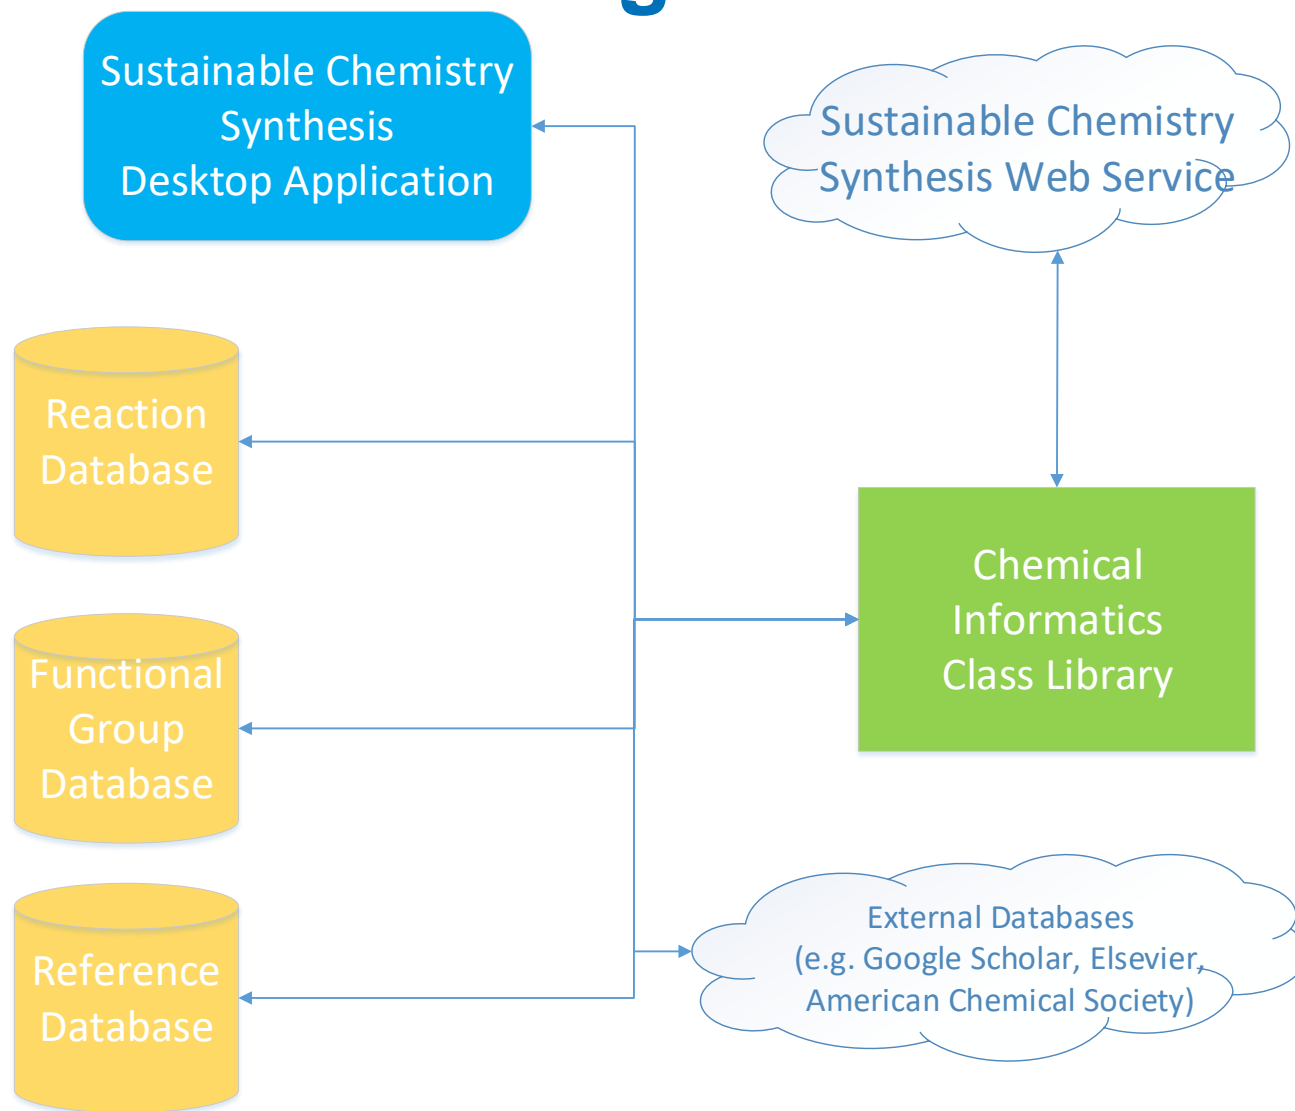 Sustainable Chemistry
Synthesis
Desktop Application
Sustainable Chemistry
Synthesis Web Service
Reaction
Database
Chemical
Informatics
Class Library
Functional
Group
Database
External Databases
(e.g. Google Scholar, Elsevier,
American Chemical Society)
Reference
Database